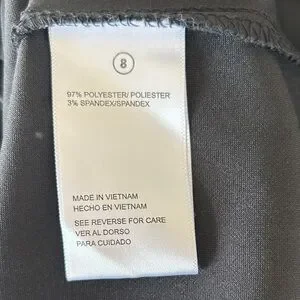 8
97% POLYESTER/ POLIESTER
3% SPANDEX/SPANDEX
MADE IN VIETNAM
HECHO EN VIETNAM
SEE REVERSE FOR CARE
VER AL DORSO
PARA CUIDADO